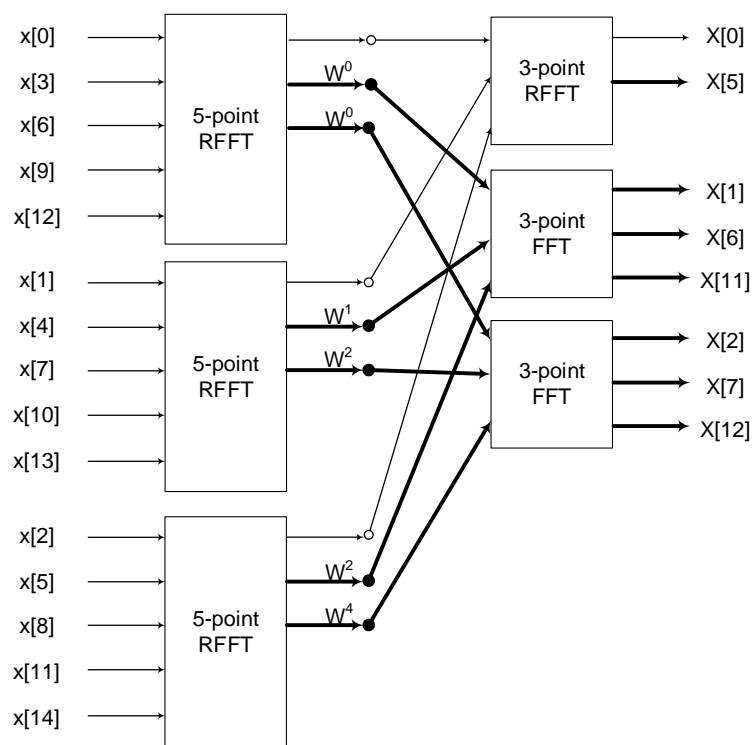 x[0]
x[3]
x[6]
x[9]
x[12]
5-point
RFFT
W⁰
W⁰
x[1]
x[4]
x[7]
x[10]
x[13]
5-point
RFFT
W¹
W²
x[2]
x[5]
x[8]
x[11]
x[14]
5-point
RFFT
W²
W⁴
3-point
RFFT
X[0]
X[5]
3-point
FFT
X[1]
X[6]
X[11]
3-point
FFT
X[2]
X[7]
X[12]